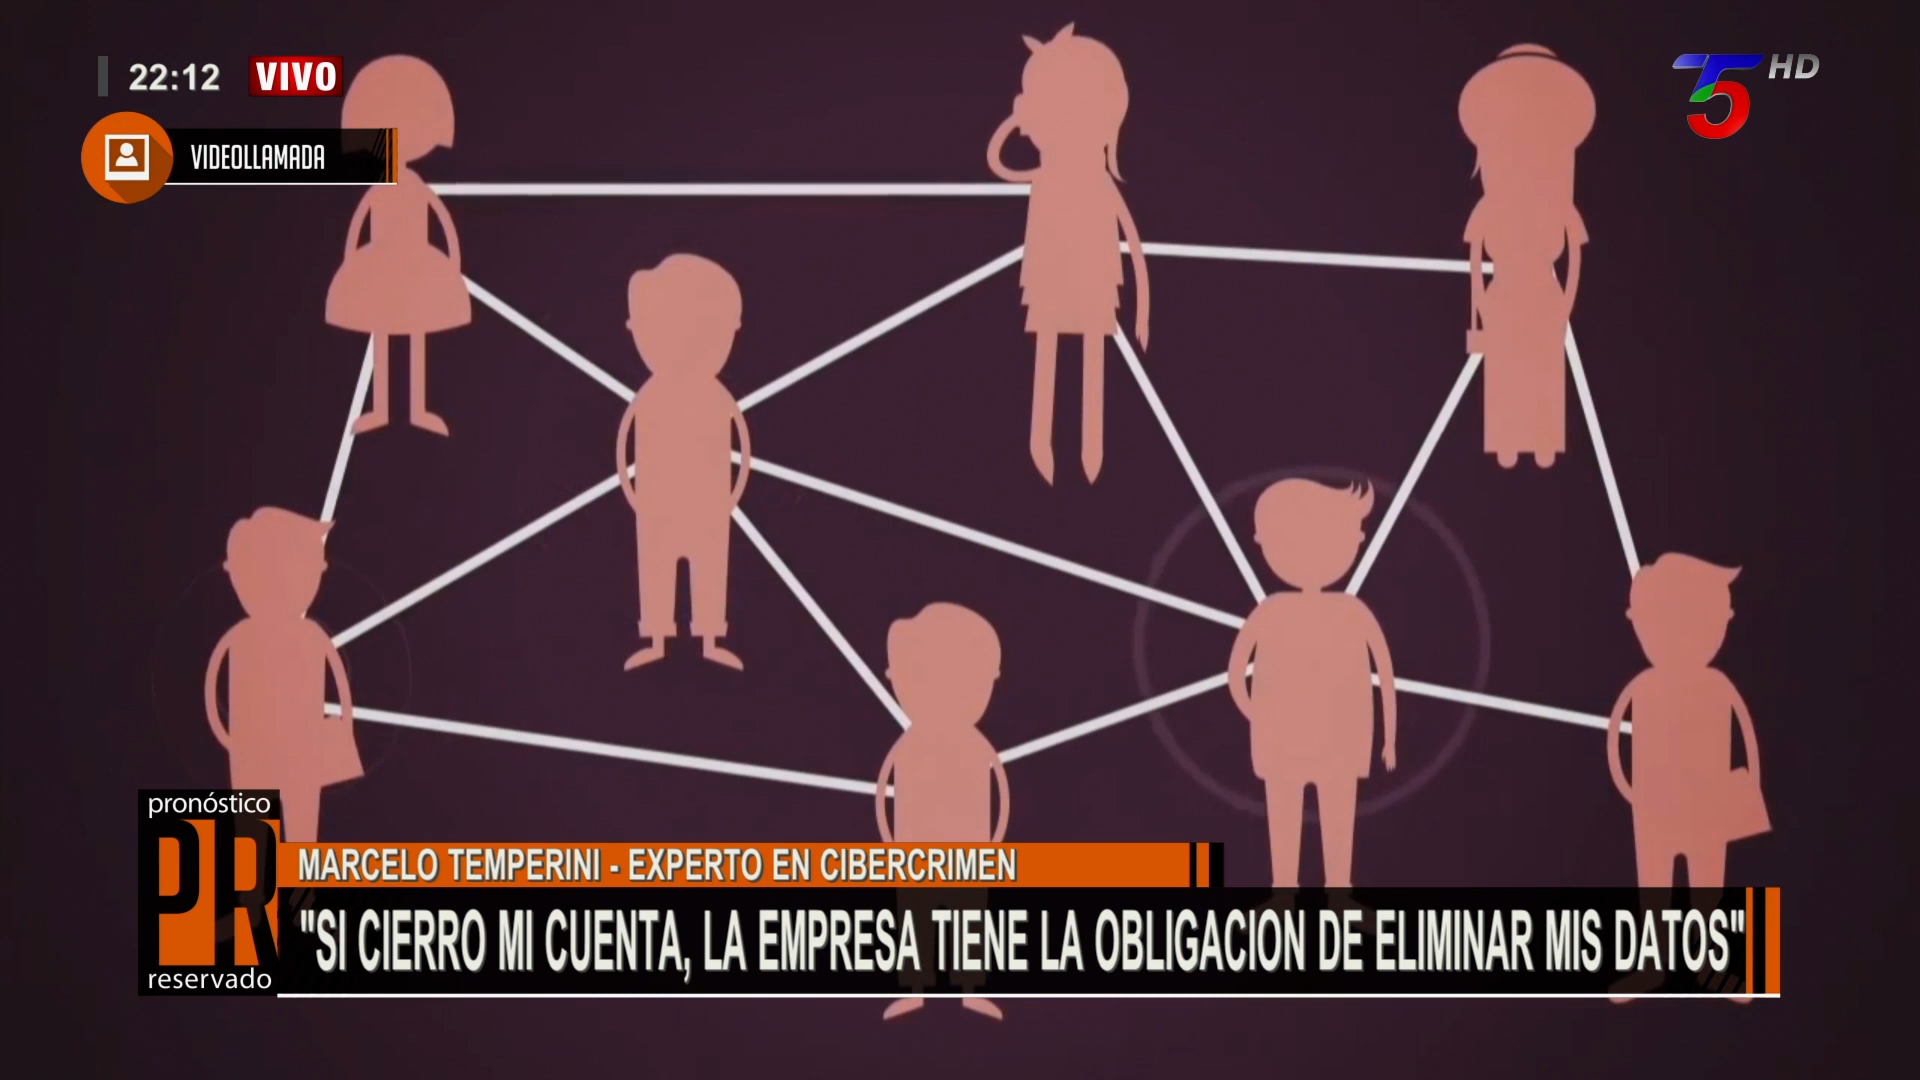 22:12 VIVO
T5 HD
VIDEOLLAMADA
pronóstico
PR
reservado
MARCELO TEMPERINI - EXPERTO EN CIBERCRIMEN
"SI CIERRO MI CUENTA, LA EMPRESA TIENE LA OBLIGACION DE ELIMINAR MIS DATOS"